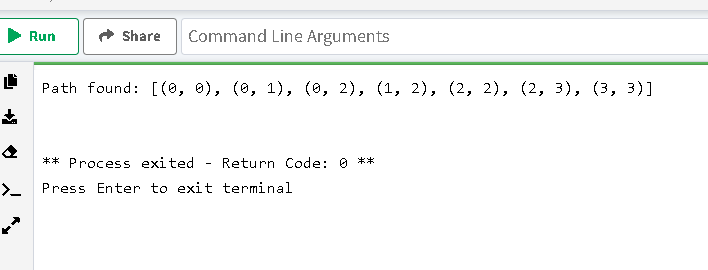 Run
Share
Command Line Arguments
Path found: [(0, 0), (0, 1), (0, 2), (1, 2), (2, 2), (2, 3), (3, 3)]
** Process exited - Return Code: 0 **
Press Enter to exit terminal